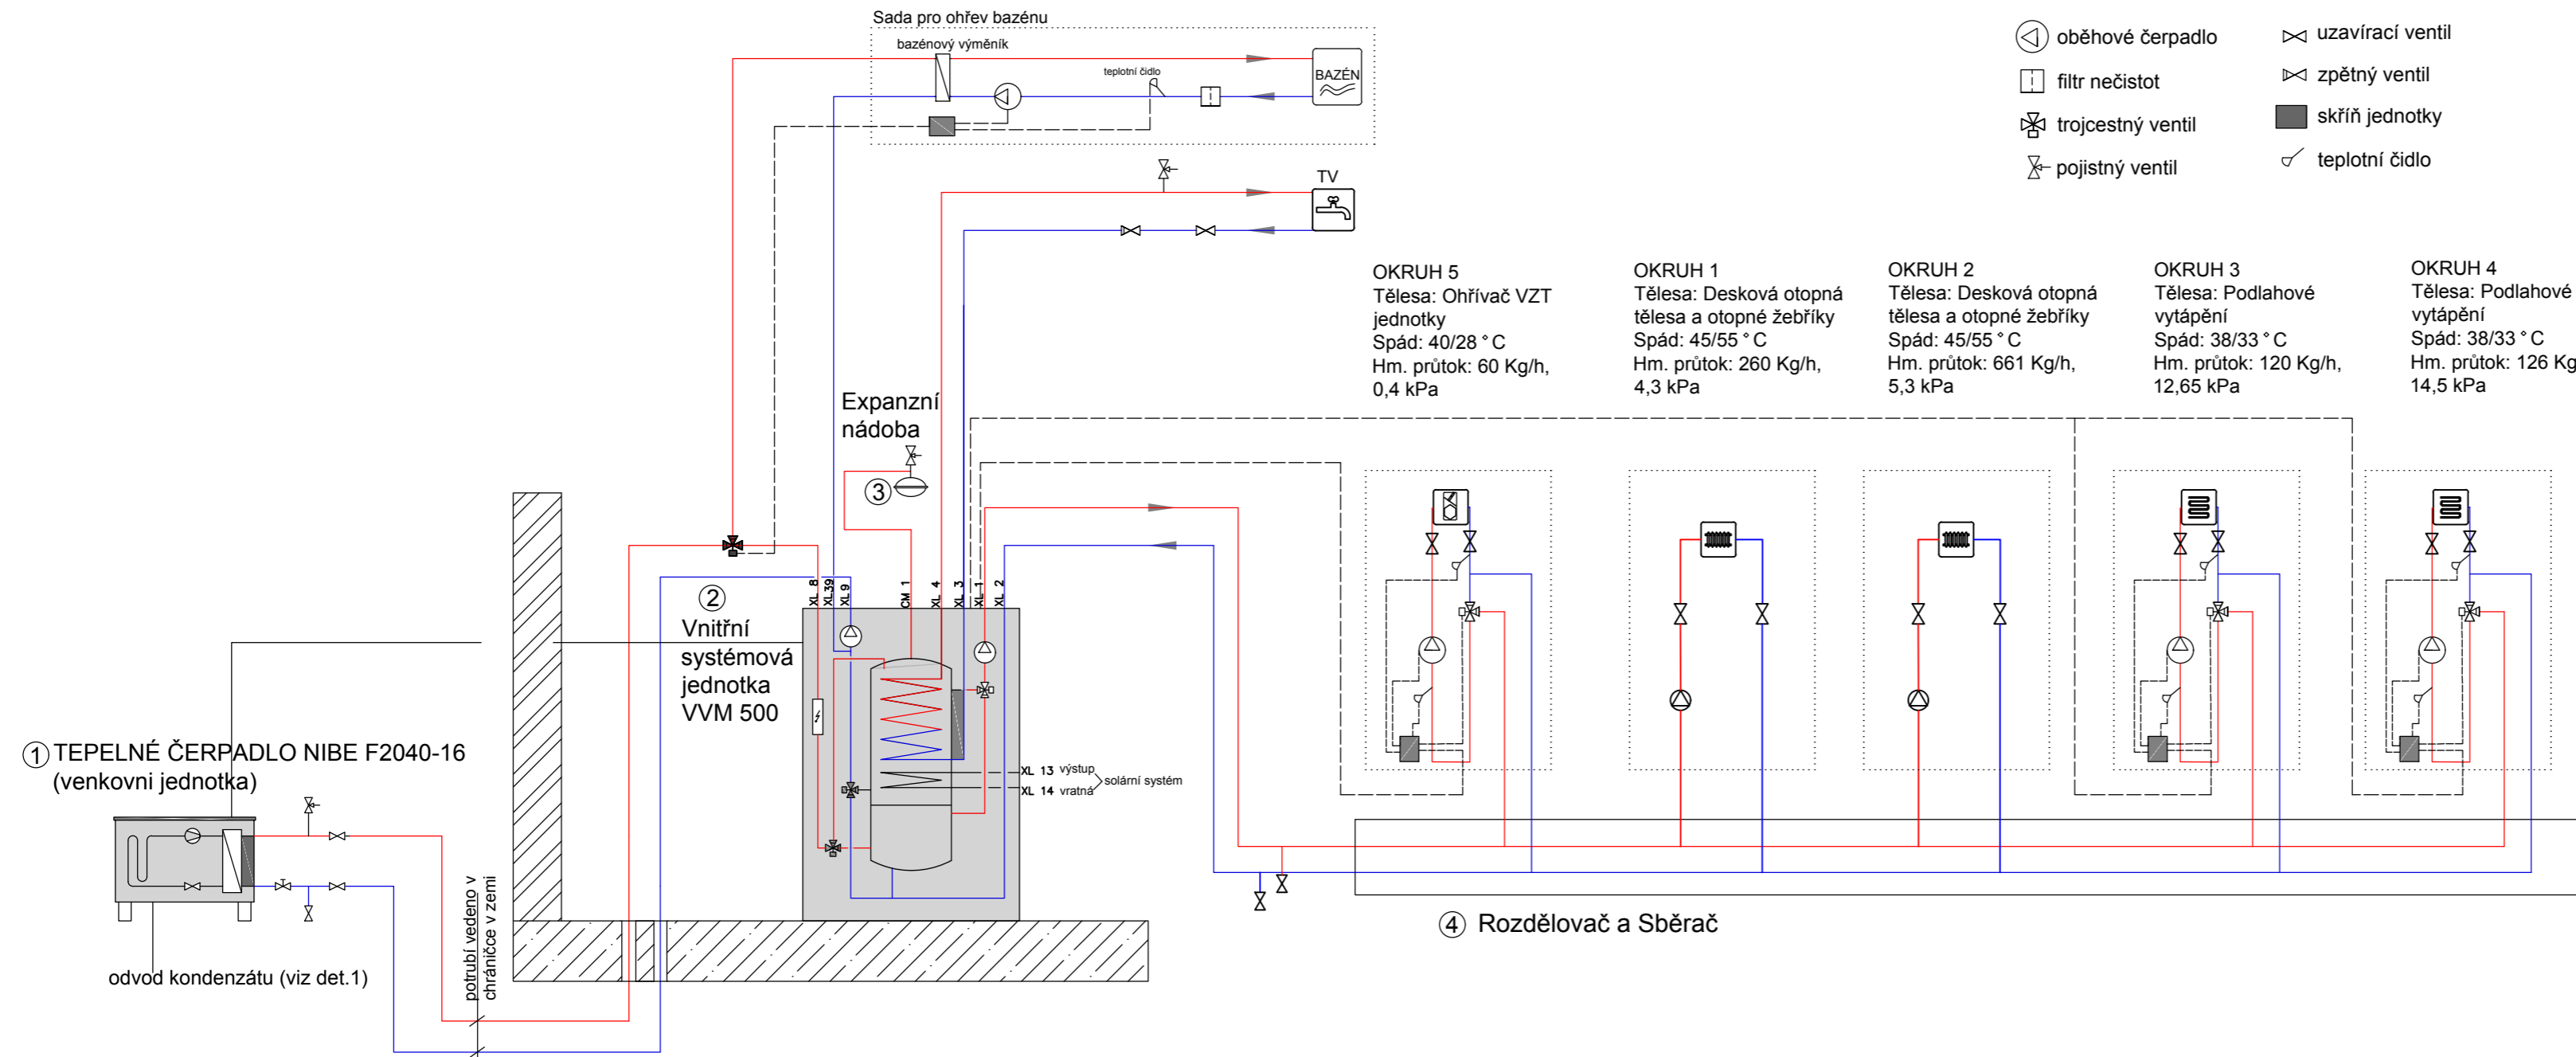 Sada pro ohřev bazénu
bazénový výměník
teplotní čidlo
BAZÉN
TV
oběhové čerpadlo
filtr nečistot
trojcestný ventil
pojistný ventil
uzavírací ventil
zpětný ventil
skříň jednotky
teplotní čidlo
OKRUH 5
Tělesa: Ohřívač VZT
jednotky
Spád: 40/28 °C
Hm. průtok: 60 Kg/h,
0,4 kPa
OKRUH 1
Tělesa: Desková otopná
tělesa a otopné žebříky
Spád: 45/55 °C
Hm. průtok: 260 Kg/h,
4,3 kPa
OKRUH 2
Tělesa: Desková otopná
tělesa a otopné žebříky
Spád: 45/55 °C
Hm. průtok: 661 Kg/h,
5,3 kPa
OKRUH 3
Tělesa: Podlahové
vytápění
Spád: 38/33 °C
Hm. průtok: 120 Kg/h,
12,65 kPa
OKRUH 4
Tělesa: Podlahové
vytápění
Spád: 38/33 °C
Hm. průtok: 126 Kg
14,5 kPa
Expanzní
nádoba
3
XL 8
XL39
XL 9
CM 1
XL 4
XL 3
XL 1
XL 2
2
Vnitřní
systémová
jednotka
VVM 500
XL 13 výstup
XL 14 vratná
solární systém
1 TEPELNÉ ČERPADLO NIBE F2040-16
(venkovni jednotka)
odvod kondenzátu (viz det.1)
potrubí vedeno v
chráničce v zemi
4 Rozdělovač a Sběrač